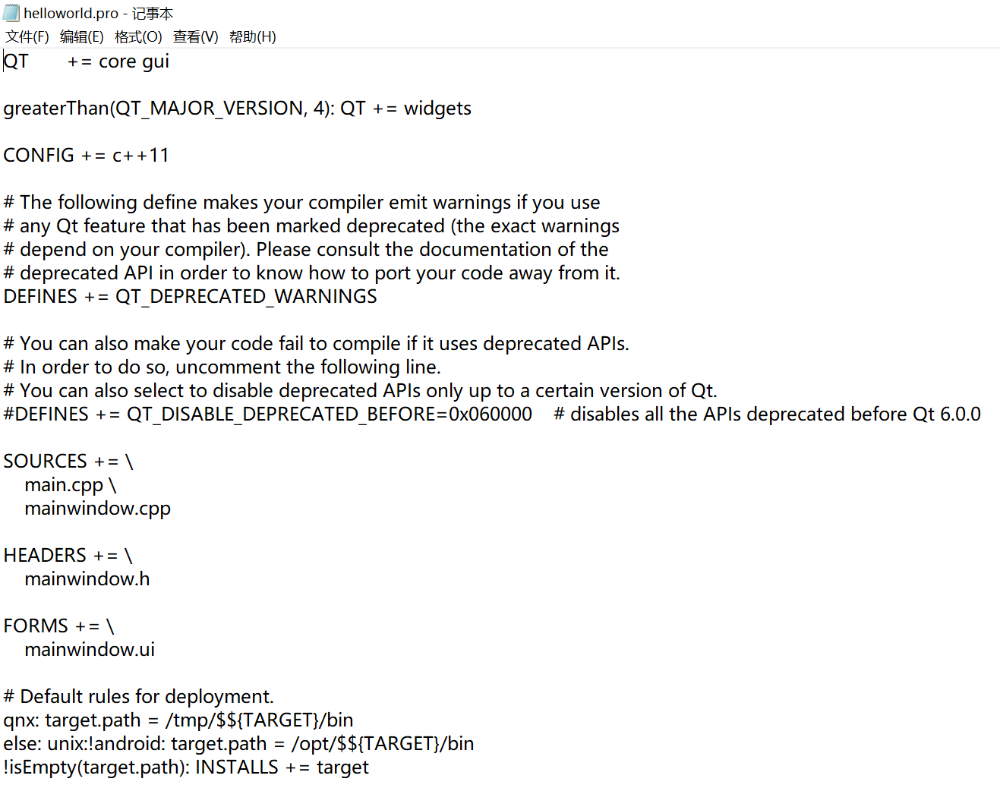 helloworld.pro - 记事本
文件(F) 编辑(E) 格式(O) 查看(V) 帮助(H)
QT       += core gui

greaterThan(QT_MAJOR_VERSION, 4): QT += widgets

CONFIG += c++11

# The following define makes your compiler emit warnings if you use
# any Qt feature that has been marked deprecated (the exact warnings
# depend on your compiler). Please consult the documentation of the
# deprecated API in order to know how to port your code away from it.
DEFINES += QT_DEPRECATED_WARNINGS

# You can also make your code fail to compile if it uses deprecated APIs.
# In order to do so, uncomment the following line.
# You can also select to disable deprecated APIs only up to a certain version of Qt.
#DEFINES += QT_DISABLE_DEPRECATED_BEFORE=0x060000    # disables all the APIs deprecated before Qt 6.0.0

SOURCES += \
    main.cpp \
    mainwindow.cpp

HEADERS += \
    mainwindow.h

FORMS += \
    mainwindow.ui

# Default rules for deployment.
qnx: target.path = /tmp/$${TARGET}/bin
else: unix:!android: target.path = /opt/$${TARGET}/bin
!isEmpty(target.path): INSTALLS += target